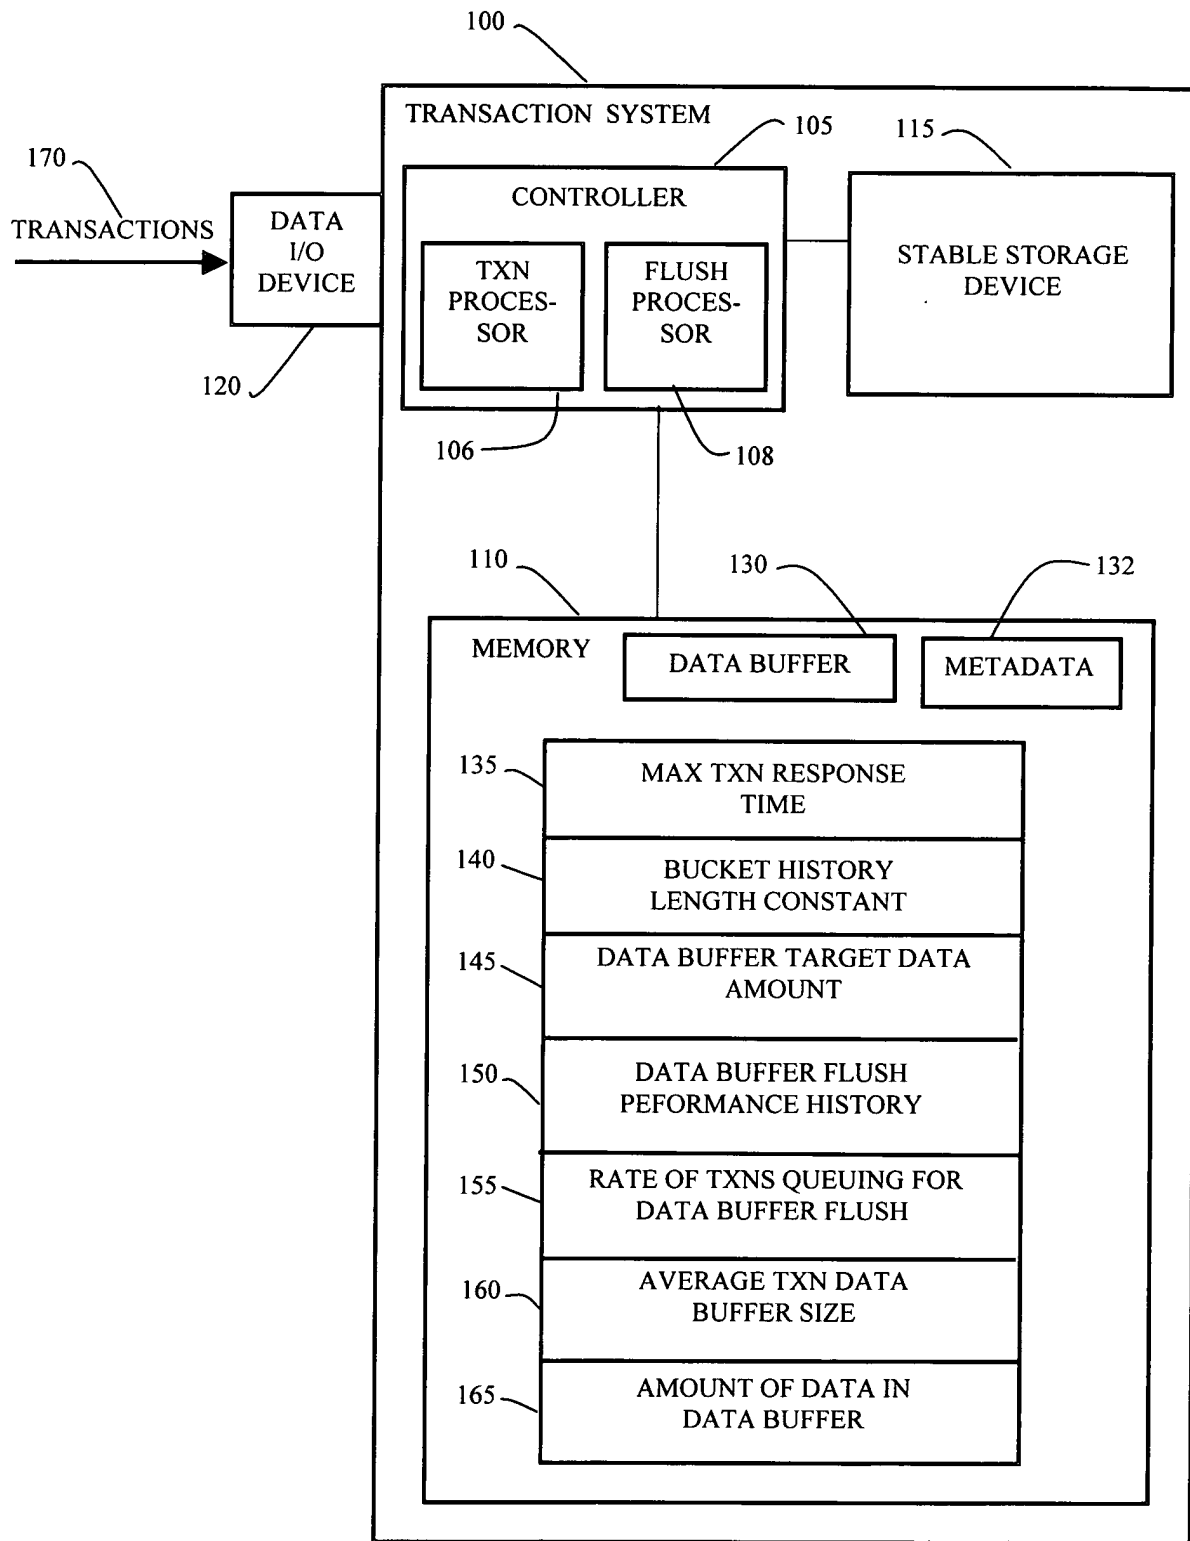 100
TRANSACTION SYSTEM
105
115
170
TRANSACTIONS
DATA
I/O
DEVICE
120
CONTROLLER
TXN
PROCES-
SOR
FLUSH
PROCES-
SOR
STABLE STORAGE
DEVICE
106
108
110
130
132
MEMORY
DATA BUFFER
METADATA
135
MAX TXN RESPONSE
TIME
140
BUCKET HISTORY
LENGTH CONSTANT
145
DATA BUFFER TARGET DATA
AMOUNT
150
DATA BUFFER FLUSH
PEFORMANCE HISTORY
155
RATE OF TXNS QUEUING FOR
DATA BUFFER FLUSH
160
AVERAGE TXN DATA
BUFFER SIZE
165
AMOUNT OF DATA IN
DATA BUFFER